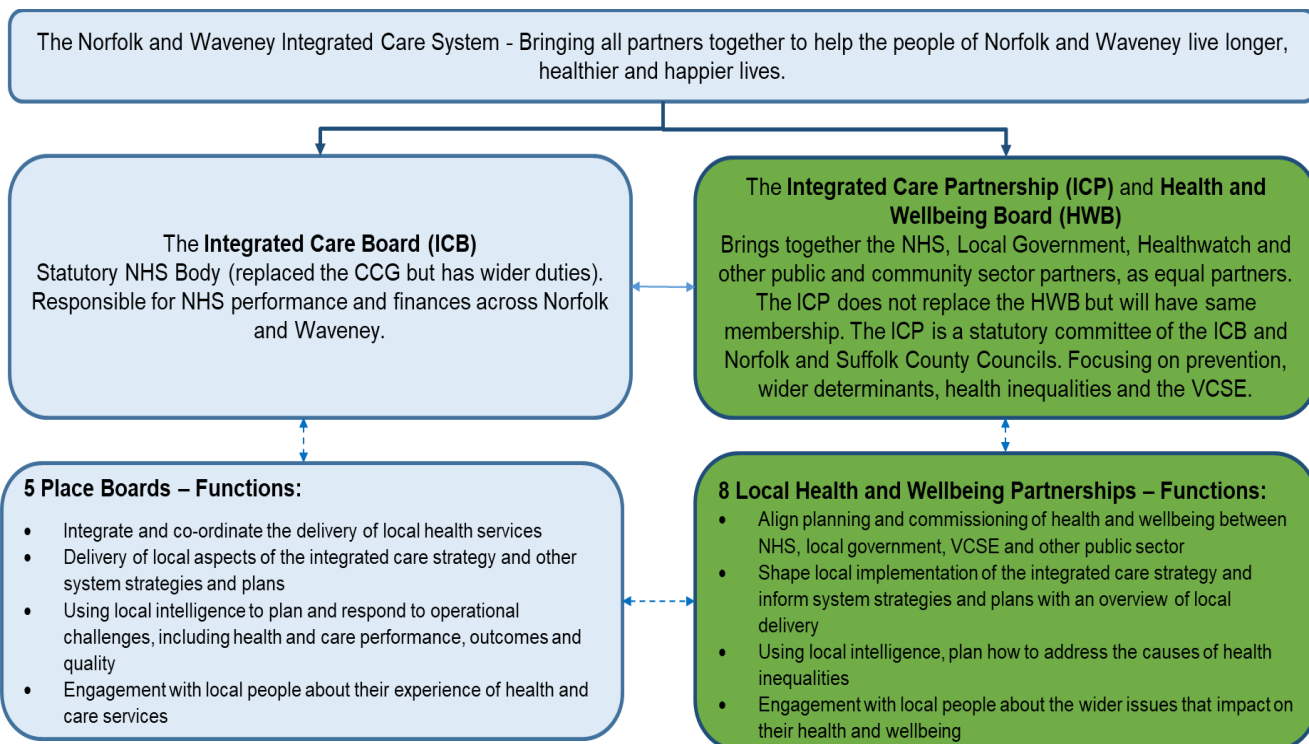 The Norfolk and Waveney Integrated Care System - Bringing all partners together to help the people of Norfolk and Waveney live longer,
healthier and happier lives.
The Integrated Care Board (ICB)
Statutory NHS Body (replaced the CCG but has wider duties).
Responsible for NHS performance and finances across Norfolk
and Waveney.
The Integrated Care Partnership (ICP) and Health and
Wellbeing Board (HWB)
Brings together the NHS, Local Government, Healthwatch and
other public and community sector partners, as equal partners.
The ICP does not replace the HWB but will have same
membership. The ICP is a statutory committee of the ICB and
Norfolk and Suffolk County Councils. Focusing on prevention,
wider determinants, health inequalities and the VCSE.
5 Place Boards – Functions:
• Integrate and co-ordinate the delivery of local health services
• Delivery of local aspects of the integrated care strategy and other
system strategies and plans
• Using local intelligence to plan and respond to operational
challenges, including health and care performance, outcomes and
quality
• Engagement with local people about their experience of health and
care services
8 Local Health and Wellbeing Partnerships – Functions:
• Align planning and commissioning of health and wellbeing between
NHS, local government, VCSE and other public sector
• Shape local implementation of the integrated care strategy and
inform system strategies and plans with an overview of local
delivery
• Using local intelligence, plan how to address the causes of health
inequalities
• Engagement with local people about the wider issues that impact on
their health and wellbeing